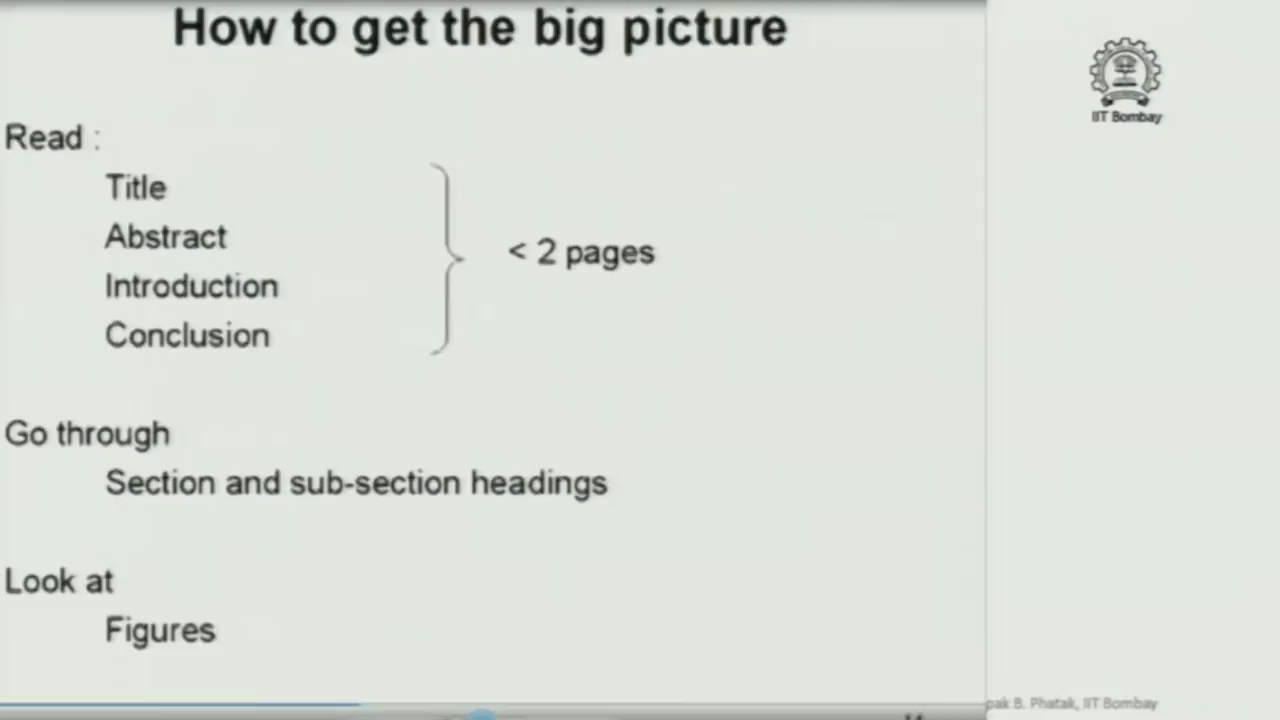 How to get the big picture
IIT Bombay
Read :
Title
Abstract
Introduction
Conclusion
< 2 pages
Go through
Section and sub-section headings
Look at
Figures
B. Phatak, IIT Bombay